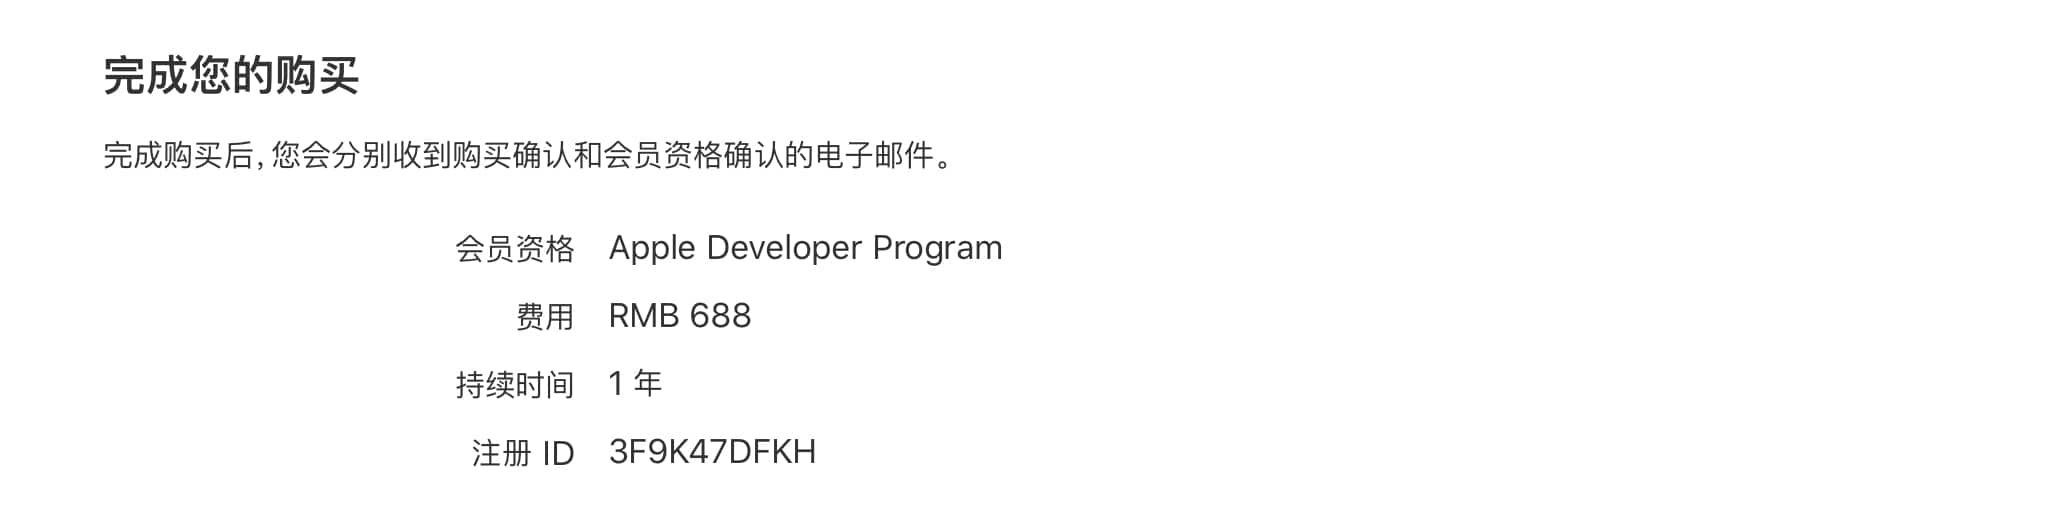 完成您的购买
完成购买后，您会分别收到购买确认和会员资格确认的电子邮件。
会员资格 Apple Developer Program
费用 RMB 688
持续时间 1 年
注册 ID 3F9K47DFKH